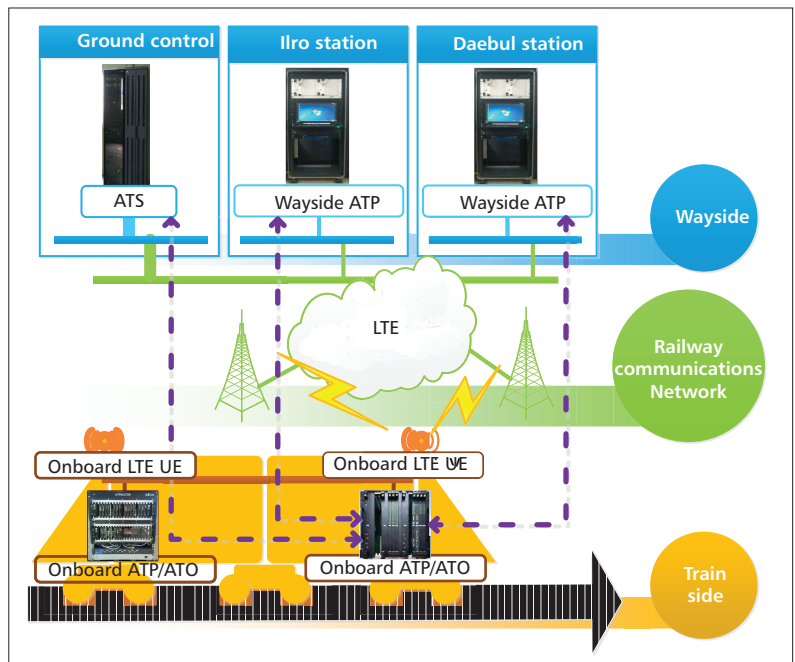 Ground control
Ilro station
Daebul station
ATS
Wayside ATP
Wayside ATP
Wayside
LTE
Railway
communications
Network
Onboard LTE UE
Onboard LTE UE
Onboard ATP/ATO
Onboard ATP/ATO
Train
side